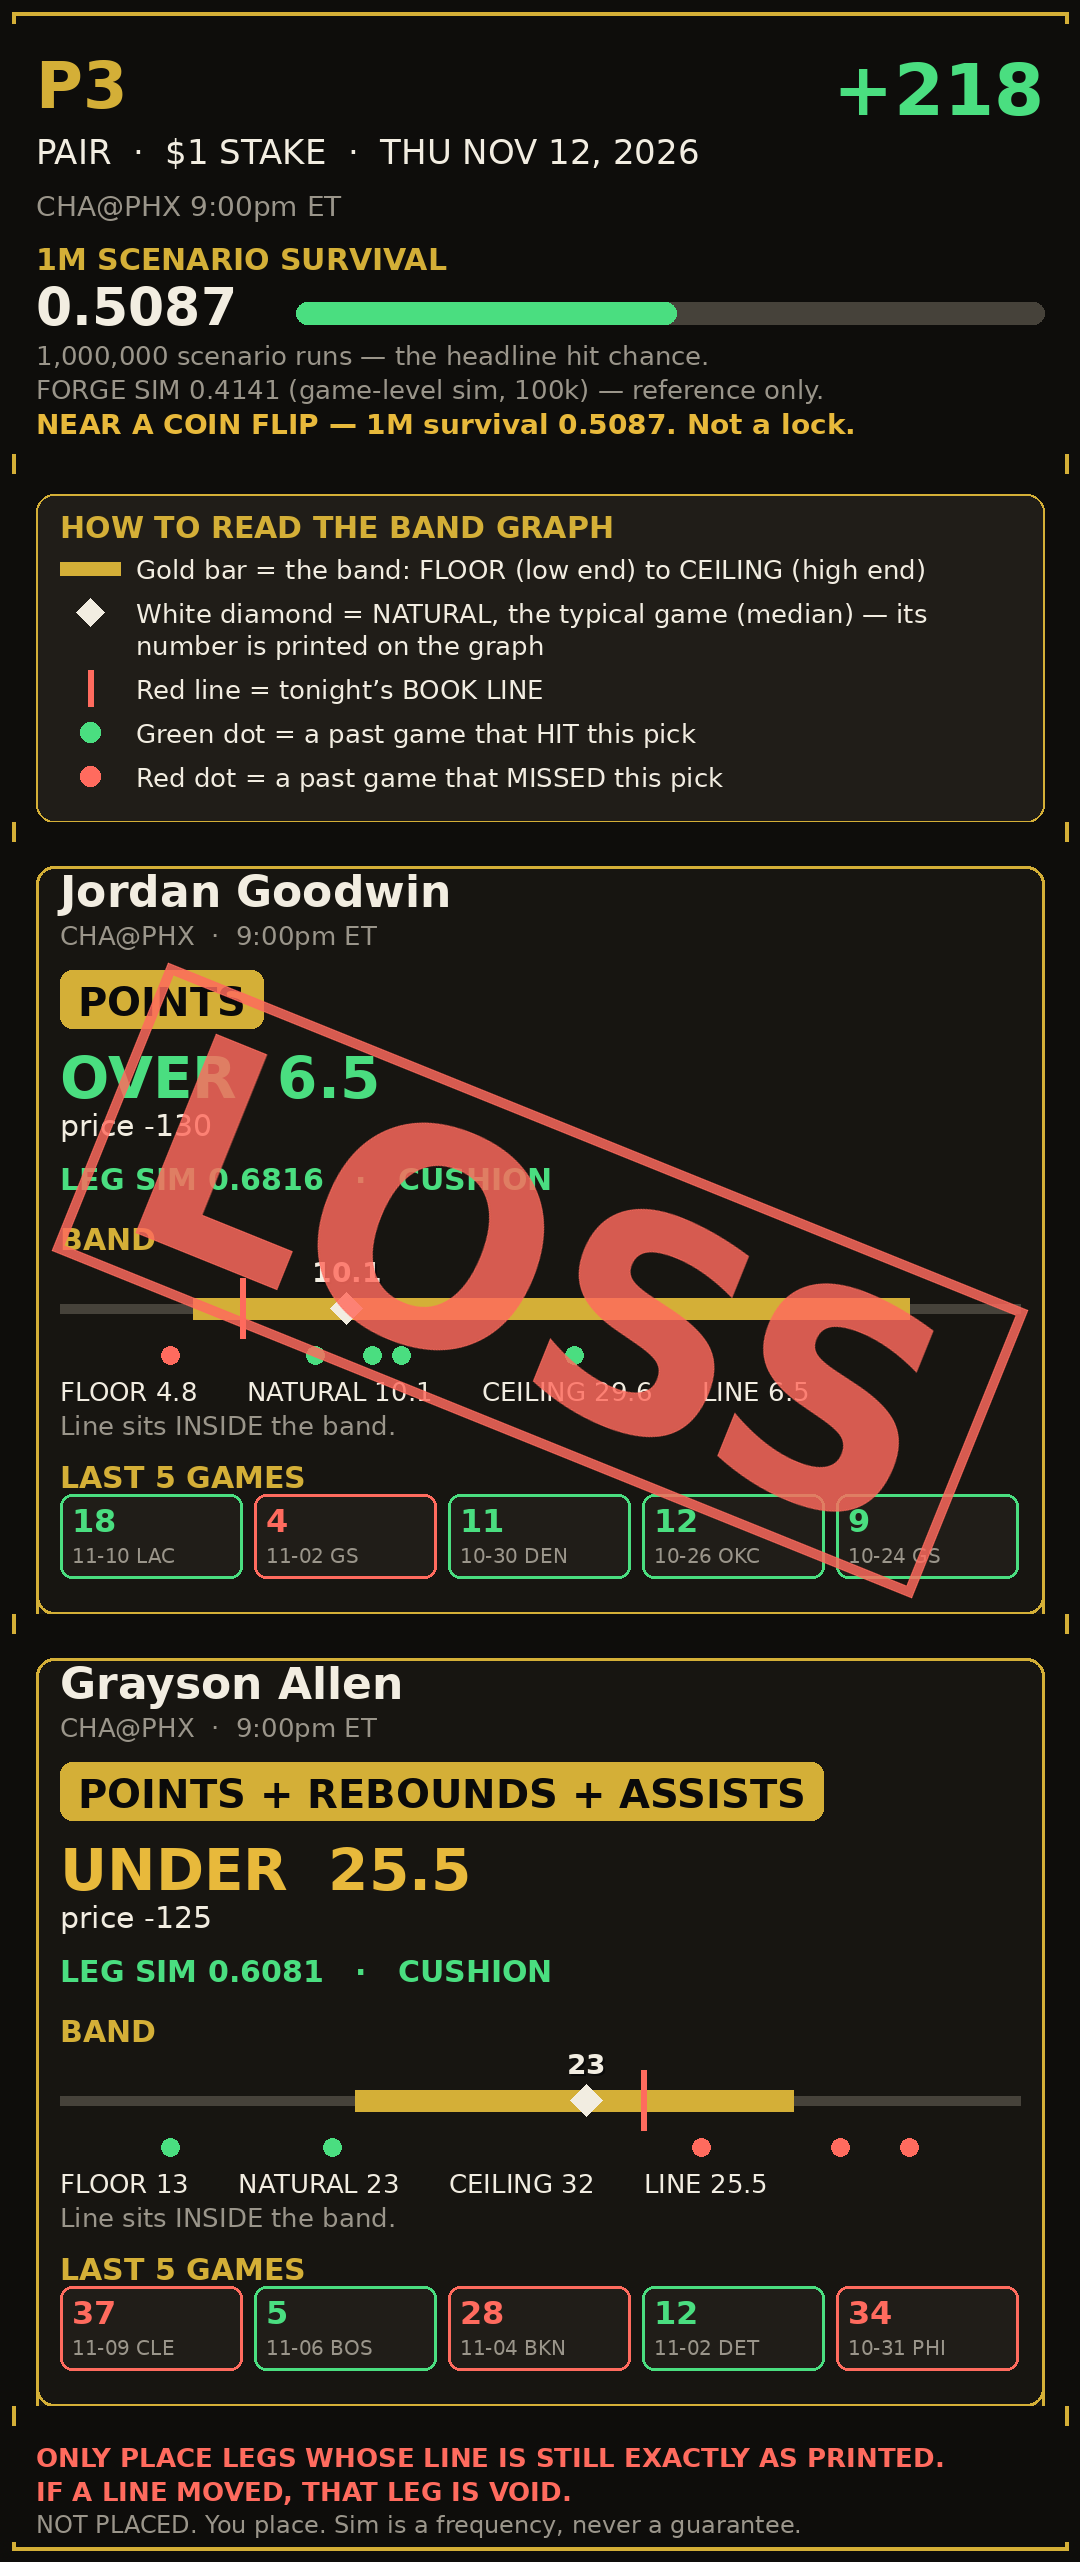 P3
+218
PAIR · $1 STAKE · THU NOV 12, 2026
CHA@PHX 9:00pm ET
1M SCENARIO SURVIVAL
0.5087
1,000,000 scenario runs — the headline hit chance.
FORGE SIM 0.4141 (game-level sim, 100k) — reference only.
NEAR A COIN FLIP — 1M survival 0.5087. Not a lock.
HOW TO READ THE BAND GRAPH
Gold bar = the band: FLOOR (low end) to CEILING (high end)
White diamond = NATURAL, the typical game (median) — its
number is printed on the graph
Red line = tonight’s BOOK LINE
Green dot = a past game that HIT this pick
Red dot = a past game that MISSED this pick
Jordan Goodwin
CHA@PHX · 9:00pm ET
POINTS
OVER 6.5
price -130
LEG SIM 0.6816 · CUSHION
BAND
10.1
FLOOR 4.8 NATURAL 10.1 CEILING 29.6 LINE 6.5
Line sits INSIDE the band.
LAST 5 GAMES
18 4 11 12 9
11-10 LAC 11-02 GS 10-30 DEN 10-26 OKC 10-24 GS
LOSS
Grayson Allen
CHA@PHX · 9:00pm ET
POINTS + REBOUNDS + ASSISTS
UNDER 25.5
price -125
LEG SIM 0.6081 · CUSHION
BAND
23
FLOOR 13 NATURAL 23 CEILING 32 LINE 25.5
Line sits INSIDE the band.
LAST 5 GAMES
37 5 28 12 34
11-09 CLE 11-06 BOS 11-04 BKN 11-02 DET 10-31 PHI
ONLY PLACE LEGS WHOSE LINE IS STILL EXACTLY AS PRINTED.
IF A LINE MOVED, THAT LEG IS VOID.
NOT PLACED. You place. Sim is a frequency, never a guarantee.